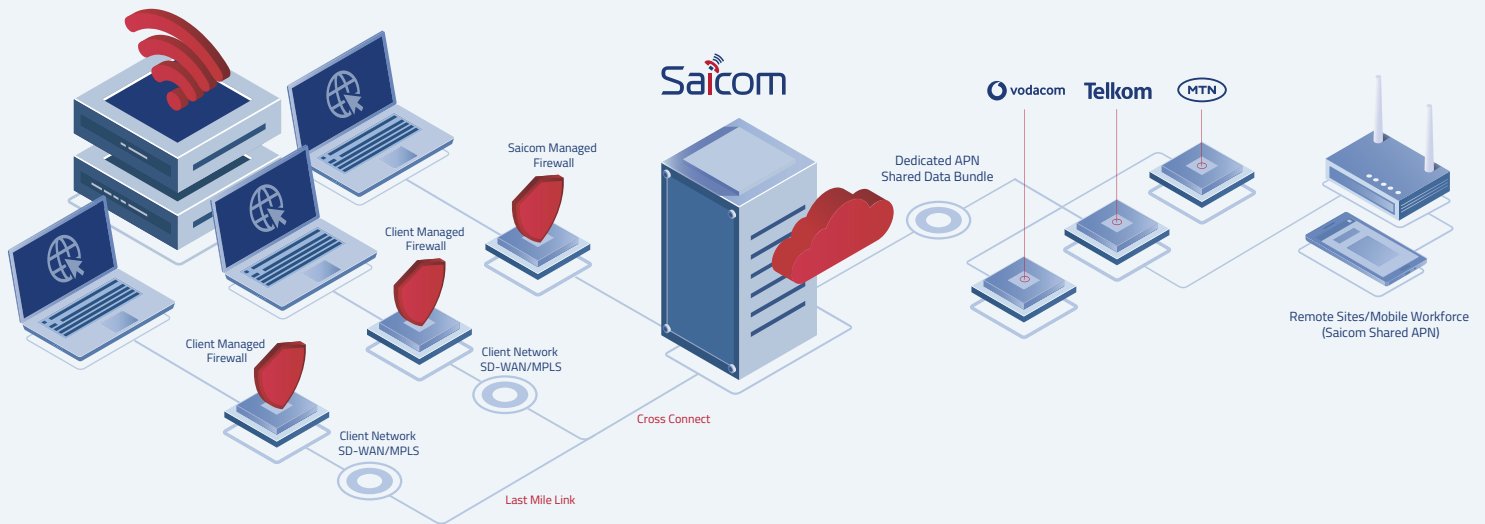 Saicom
vodacom
Telkom
MTN
Saicom Managed
Firewall
Dedicated APN
Shared Data Bundle
Client Managed
Firewall
Client Managed
Firewall
Client Network
SD-WAN/MPLS
Client Network
SD-WAN/MPLS
Cross Connect
Last Mile Link
Remote Sites/Mobile Workforce
(Saicom Shared APN)